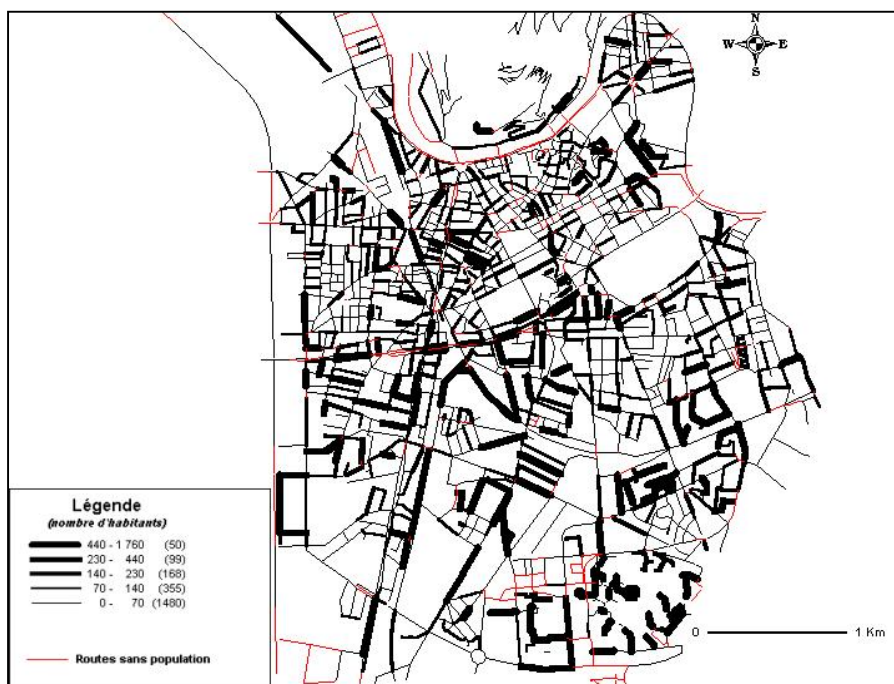 N
W E
S
Légende
(nombre d'habitants)
440 - 1 760 (50)
230 - 440 (99)
140 - 230 (168)
70 - 140 (355)
0 - 70 (1480)
Routes sans population
0 1 Km